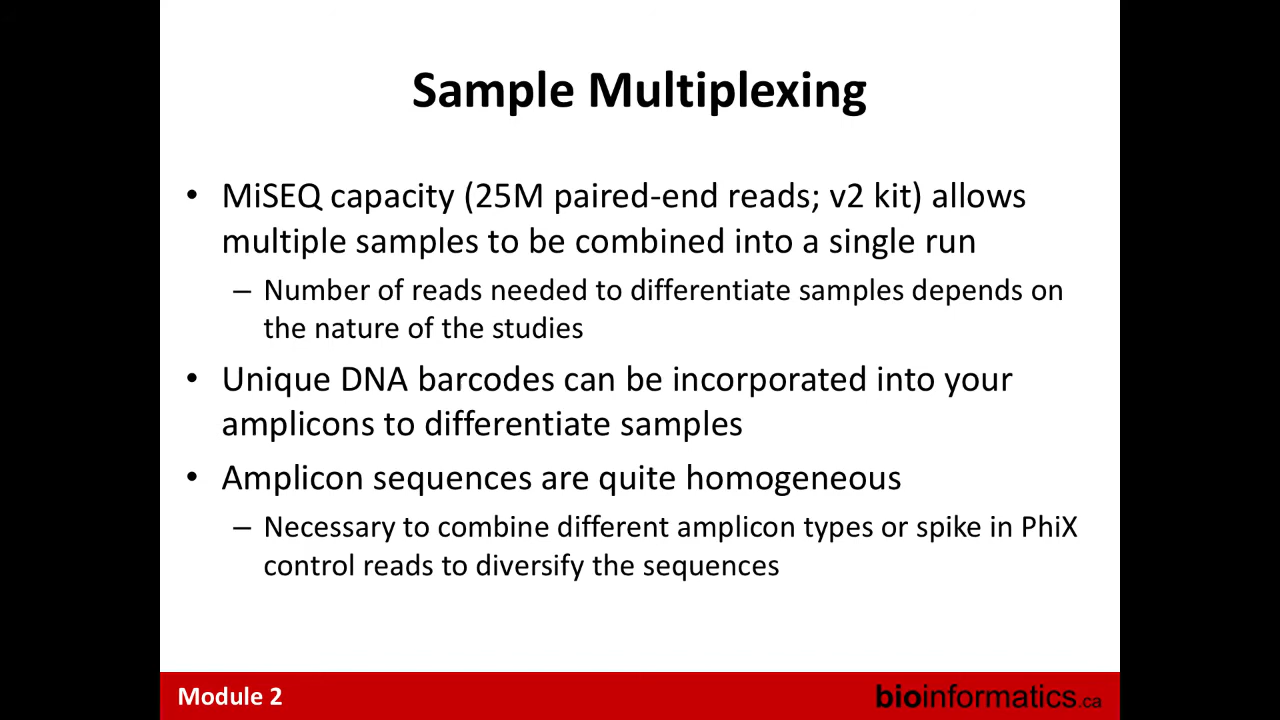 Sample Multiplexing
• MiSEQ capacity (25M paired-end reads; v2 kit) allows
multiple samples to be combined into a single run
– Number of reads needed to differentiate samples depends on
the nature of the studies
• Unique DNA barcodes can be incorporated into your
amplicons to differentiate samples
• Amplicon sequences are quite homogeneous
– Necessary to combine different amplicon types or spike in PhiX
control reads to diversify the sequences
Module 2
bioinformatics.ca